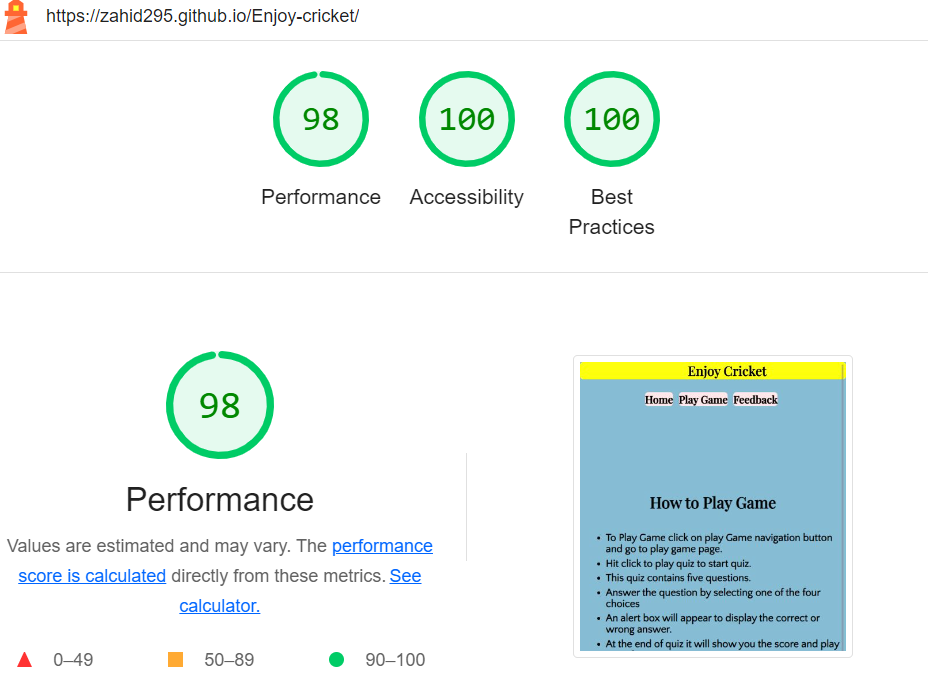 https://zahid295.github.io/Enjoy-cricket/
98
100
100
Performance
Accessibility
Best
Practices
98
Performance
Values are estimated and may vary. The performance
score is calculated directly from these metrics. See
calculator.
0–49
50–89
90–100
Enjoy Cricket
Home Play Game Feedback
How to Play Game
• To Play Game click on play Game navigation button
and go to play game page.
• Hit click to play quiz to start quiz.
• This quiz contains five questions.
• Answer the question by selecting one of the four
choices
• An alert box will appear to display the correct or
wrong answer.
• At the end of quiz it will show you the score and play